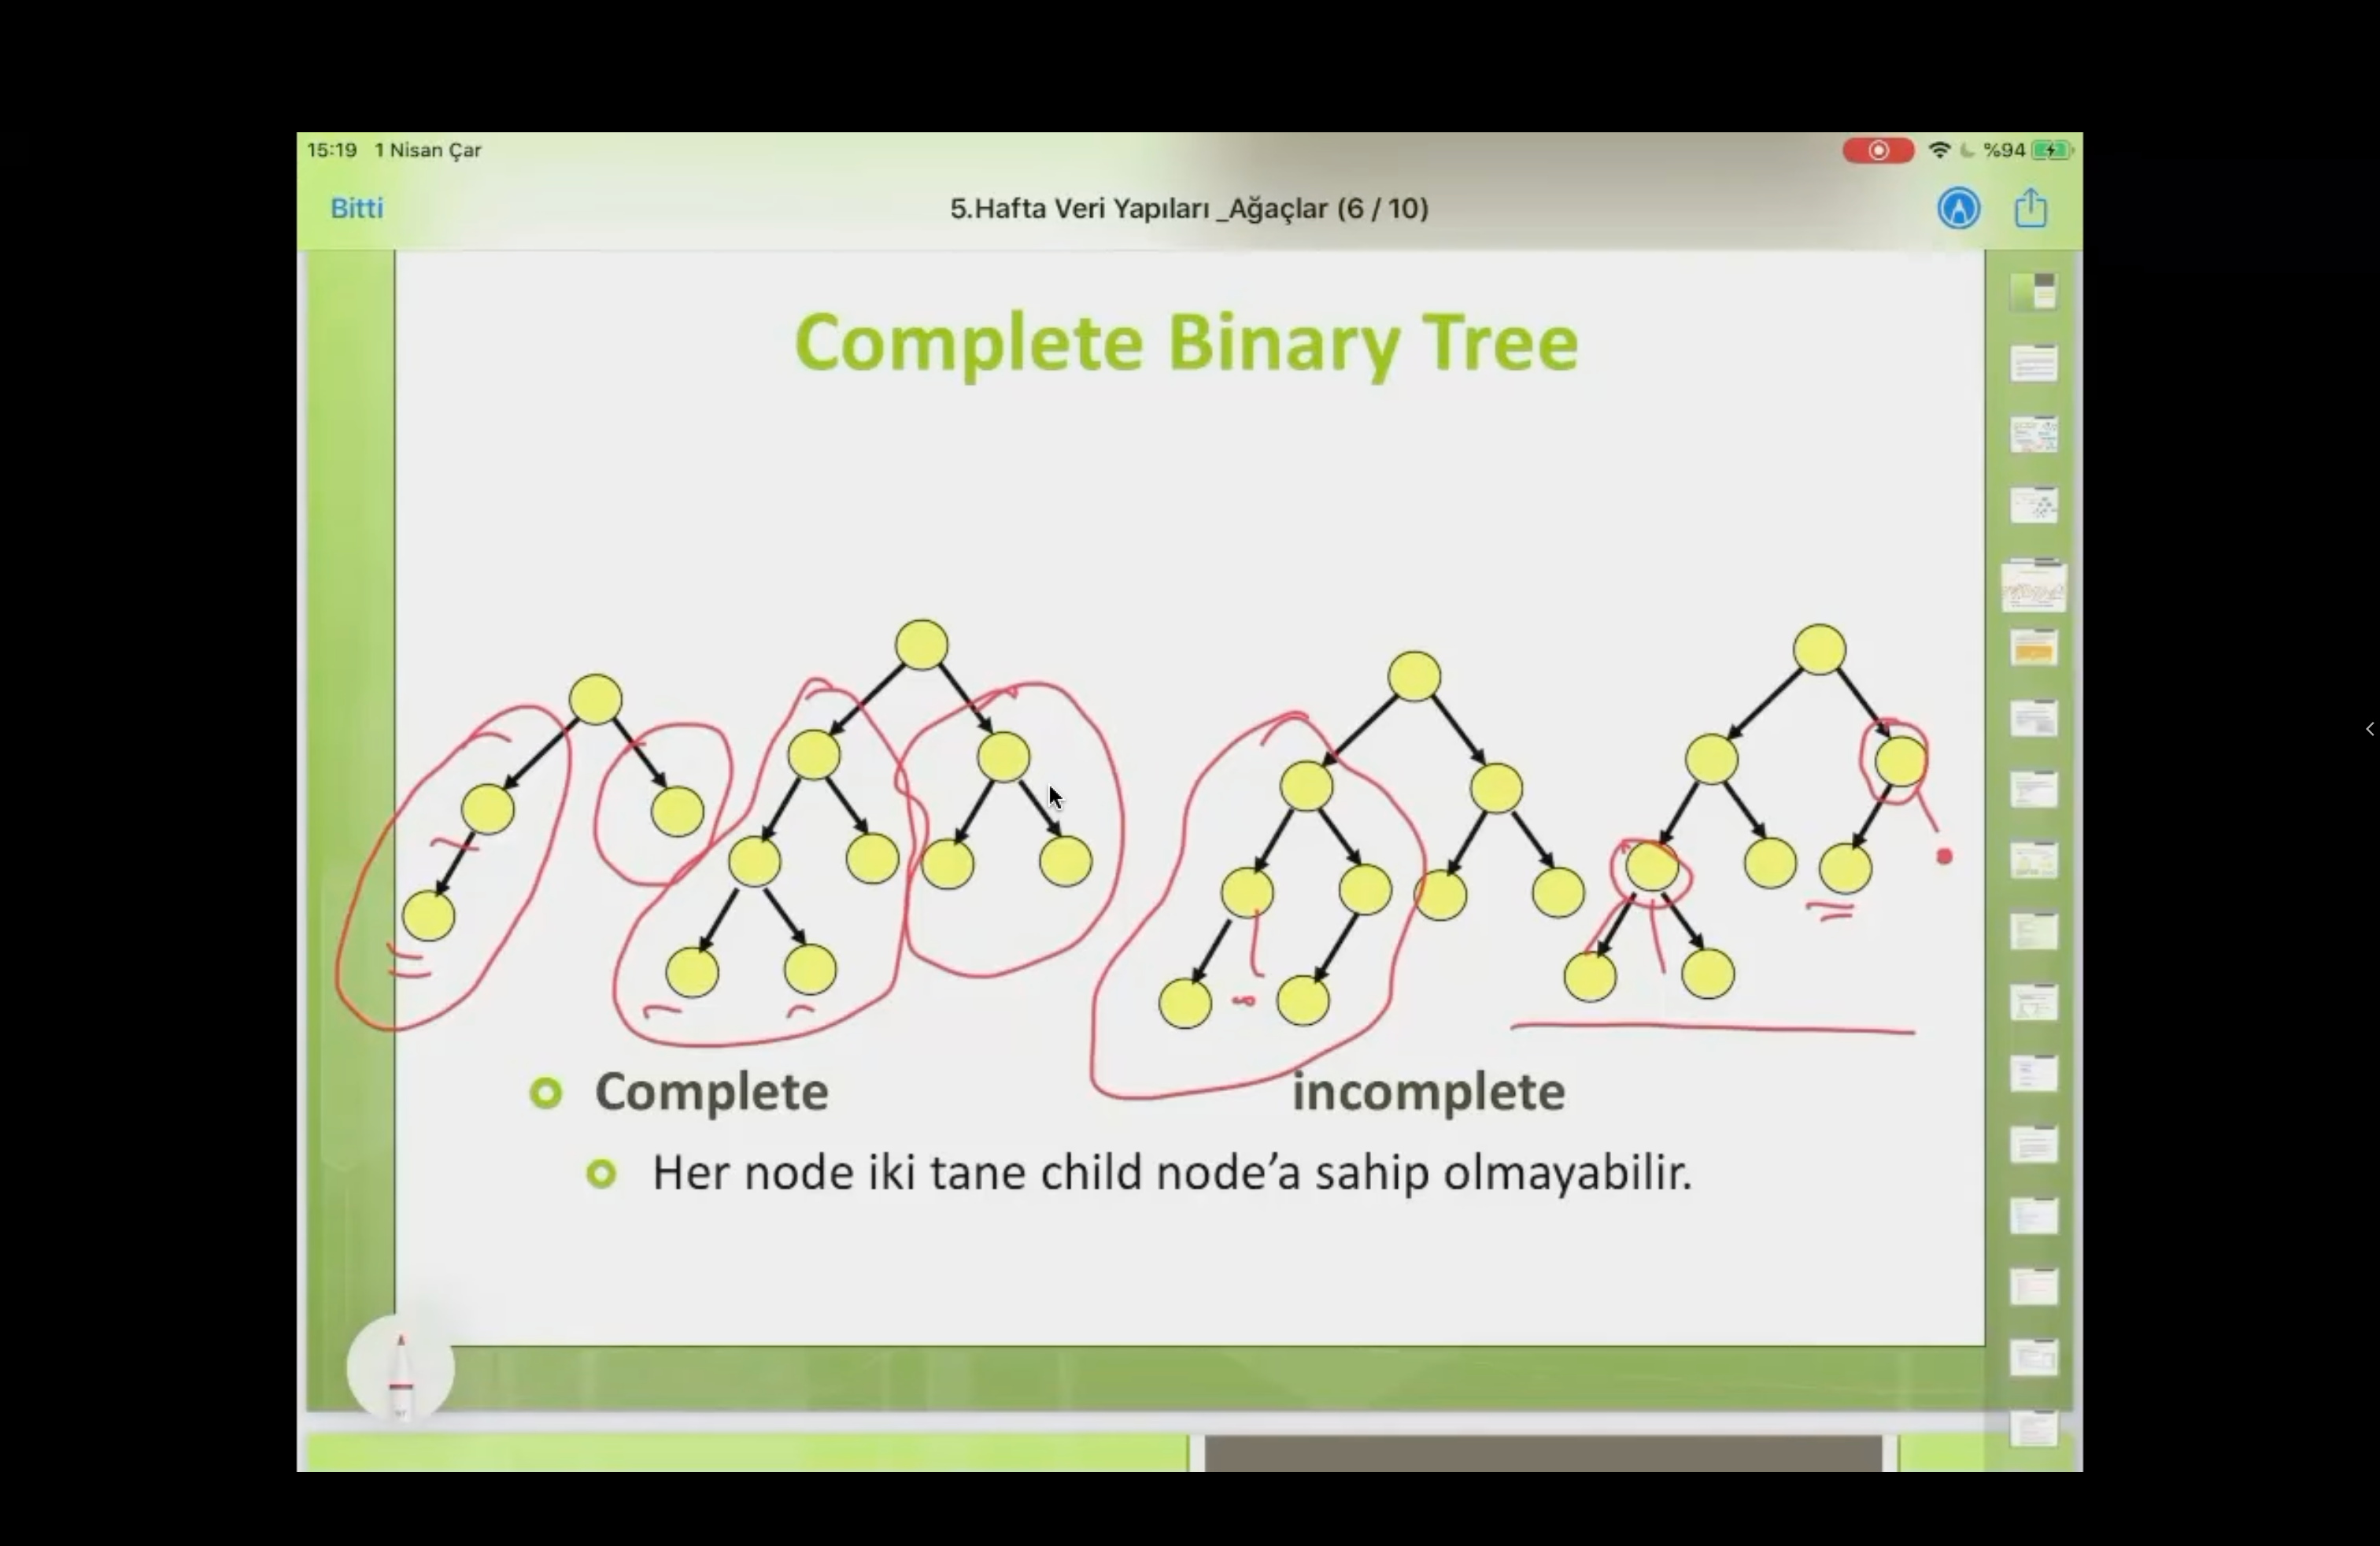 15:19 1 Nisan Çar
%94
Bitti
5.Hafta Veri Yapıları _Ağaçlar (6 / 10)
Complete Binary Tree
Complete
incomplete
Her node iki tane child node’a sahip olmayabilir.